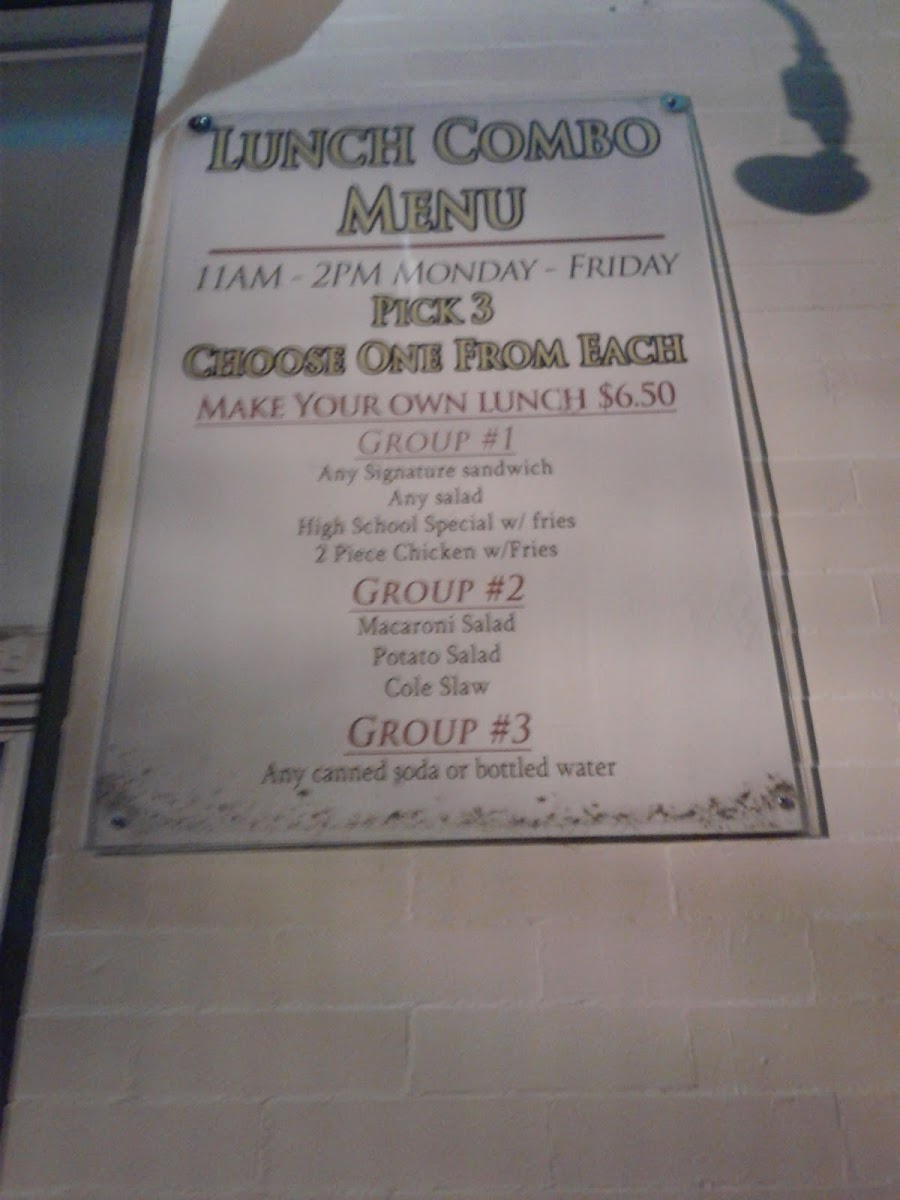 LUNCH COMBO
MENU
11AM - 2PM MONDAY - FRIDAY
PICK 3
CHOOSE ONE FROM EACH
MAKE YOUR OWN LUNCH $6.50
GROUP #1
Any Signature sandwich
Any salad
High School Special w/ fries
2 Piece Chicken w/Fries
GROUP #2
Macaroni Salad
Potato Salad
Cole Slaw
GROUP #3
Any canned soda or bottled water